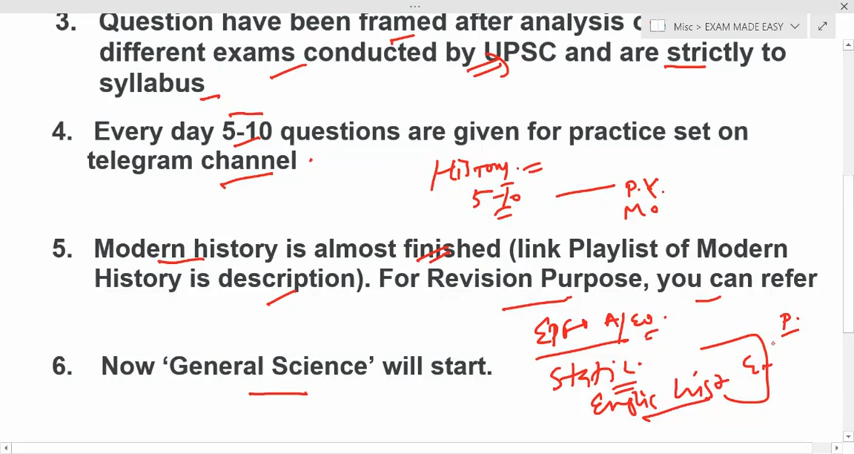 3. Question have been framed after analysis o
Misc > EXAM MADE EASY
different exams conducted by UPSC and are strictly to
syllabus
4. Every day 5-10 questions are given for practice set on
telegram channel
History
5-10
P.Y.
Mo
5. Modern history is almost finished (link Playlist of Modern
History is description). For Revision Purpose, you can refer
P.
A/EO
Static
6. Now ‘General Science’ will start.